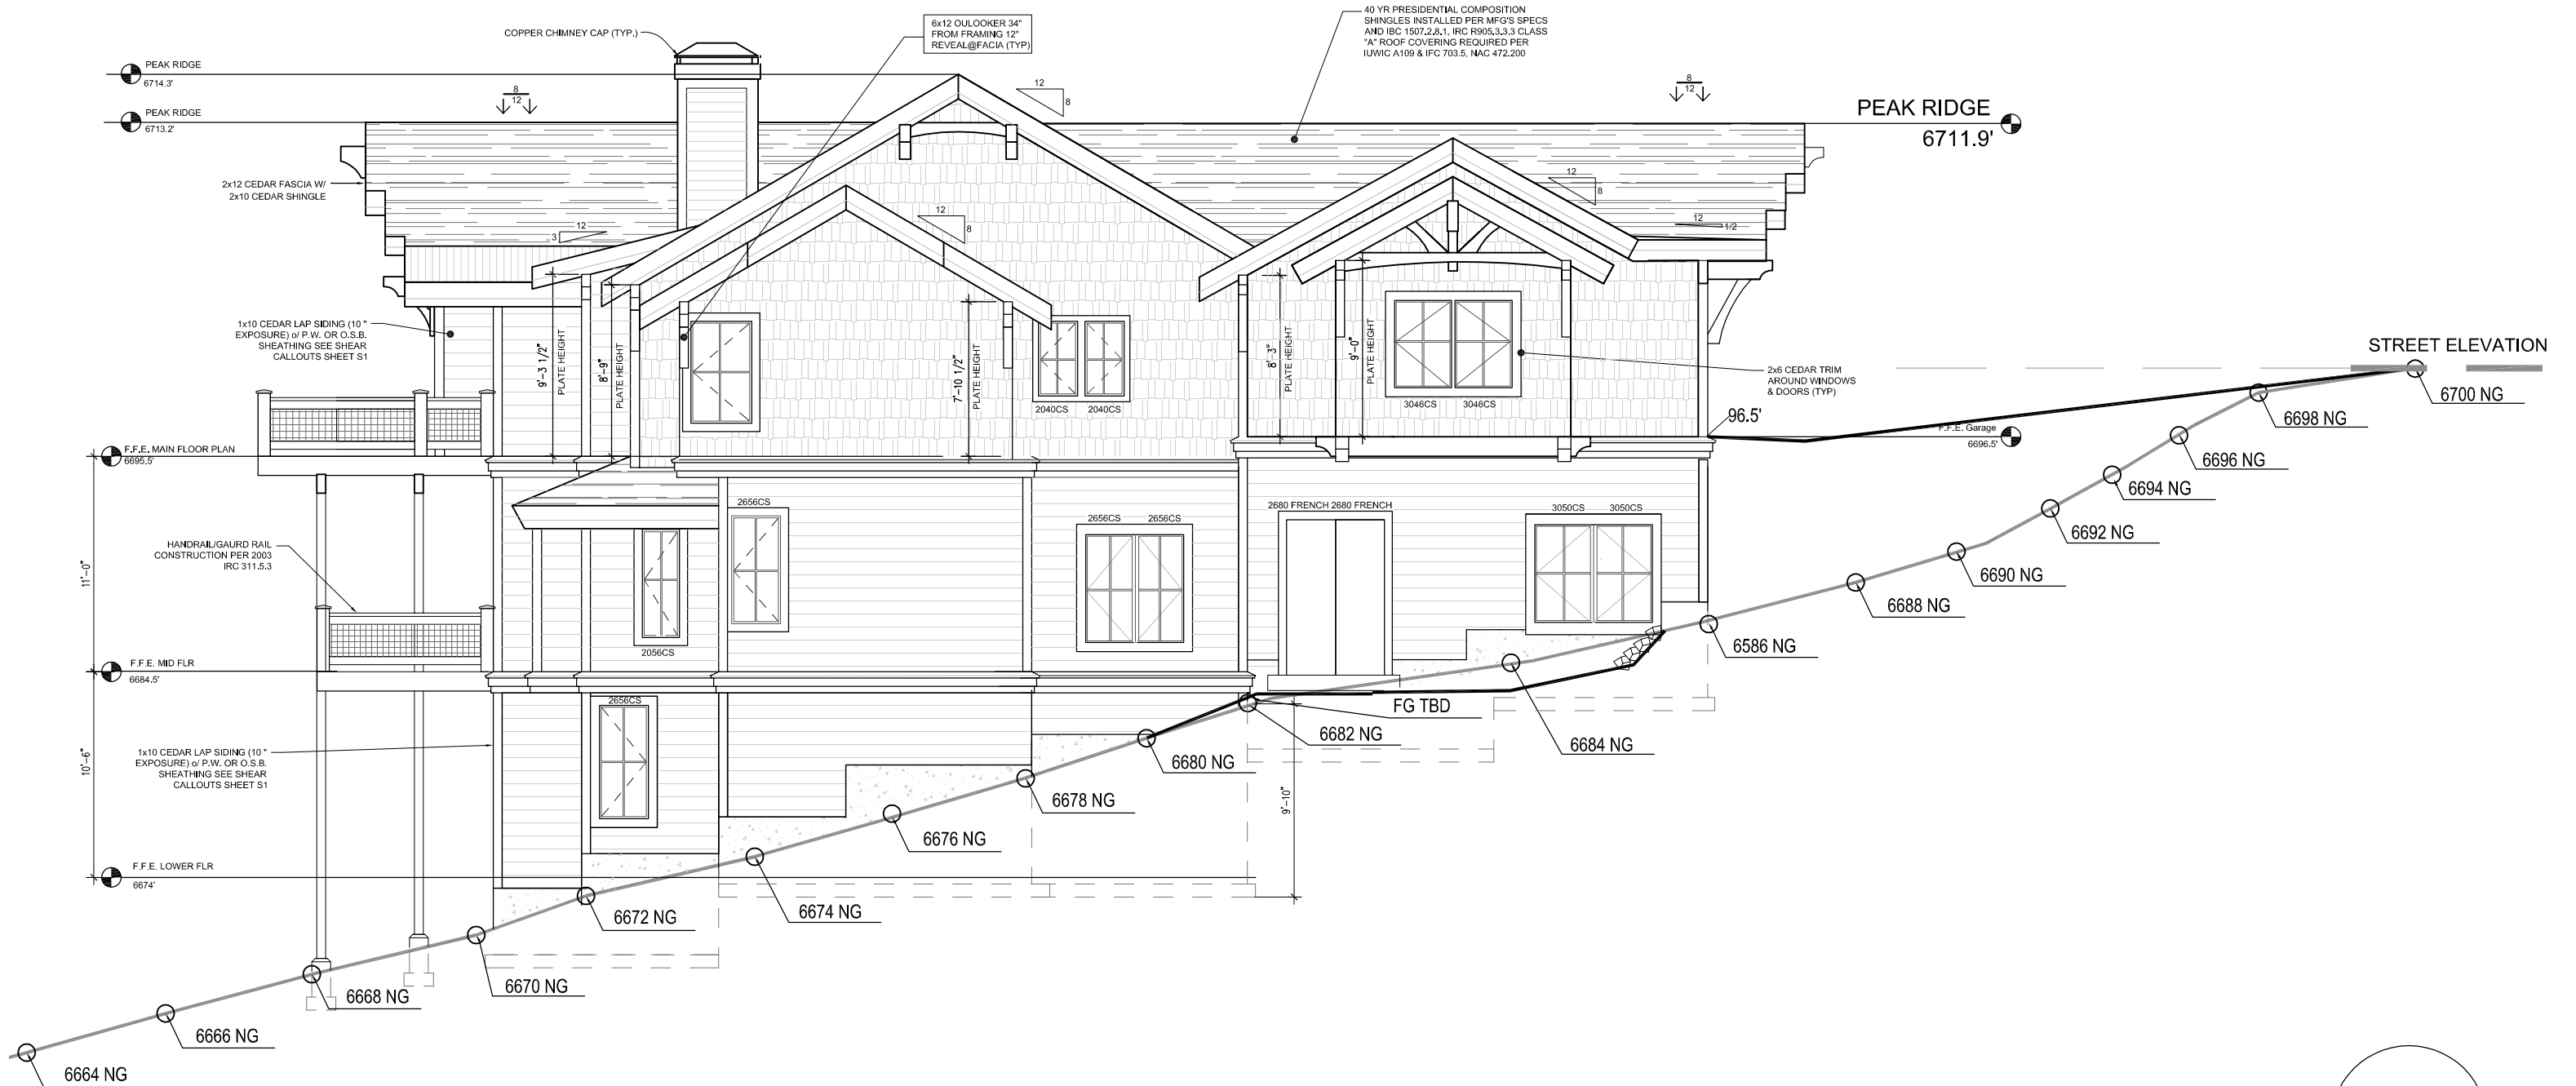 COPPER CHIMNEY CAP (TYP.)
6x12 OULOOKER 34"
FROM FRAMING 12"
REVEAL@FACIA (TYP)
40 YR PRESIDENTIAL COMPOSITION
SHINGLES INSTALLED PER MFG'S SPECS
AND IBC 1507.2.8.1, IRC R905.3.3.3 CLASS
"A" ROOF COVERING REQUIRED PER
IUWIC A109 & IFC 703.5, NAC 472.200
PEAK RIDGE
6714.3'
8
12
12
8
8
12
PEAK RIDGE
6713.2'
PEAK RIDGE
6711.9'
2x12 CEDAR FASCIA W/
2x10 CEDAR SHINGLE
12
3
12
8
12
8
12
1/2
1x10 CEDAR LAP SIDING (10 "
EXPOSURE) o/ P.W. OR O.S.B.
SHEATHING SEE SHEAR
CALLOUTS SHEET S1
9'-3 1/2"
PLATE HEIGHT
8'-9"
PLATE HEIGHT
7'-10 1/2"
PLATE HEIGHT
8'-3"
PLATE HEIGHT
9'-0"
PLATE HEIGHT
2040CS 2040CS
3046CS 3046CS
2x6 CEDAR TRIM
AROUND WINDOWS
& DOORS (TYP)
STREET ELEVATION
6700 NG
6698 NG
96.5'
F.F.E. Garage
6696.5'
F.F.E. MAIN FLOOR PLAN
6695.5'
6696 NG
6694 NG
6692 NG
6690 NG
6688 NG
6586 NG
2656CS
2656CS 2656CS
2680 FRENCH 2680 FRENCH
3050CS 3050CS
HANDRAIL/GAURD RAIL
CONSTRUCTION PER 2003
IRC 311.5.3
11'-0"
2056CS
F.F.E. MID FLR
6684.5'
2656CS
FG TBD
6682 NG
6684 NG
6680 NG
1x10 CEDAR LAP SIDING (10 "
EXPOSURE) o/ P.W. OR O.S.B.
SHEATHING SEE SHEAR
CALLOUTS SHEET S1
10'-6"
9'-10"
6678 NG
6676 NG
F.F.E. LOWER FLR
6674'
6674 NG
6672 NG
6670 NG
6668 NG
6666 NG
6664 NG